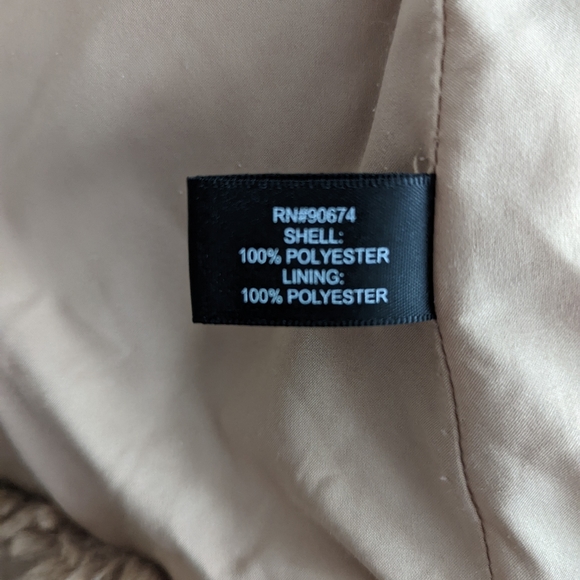 RN#90674
SHELL:
100% POLYESTER
LINING:
100% POLYESTER